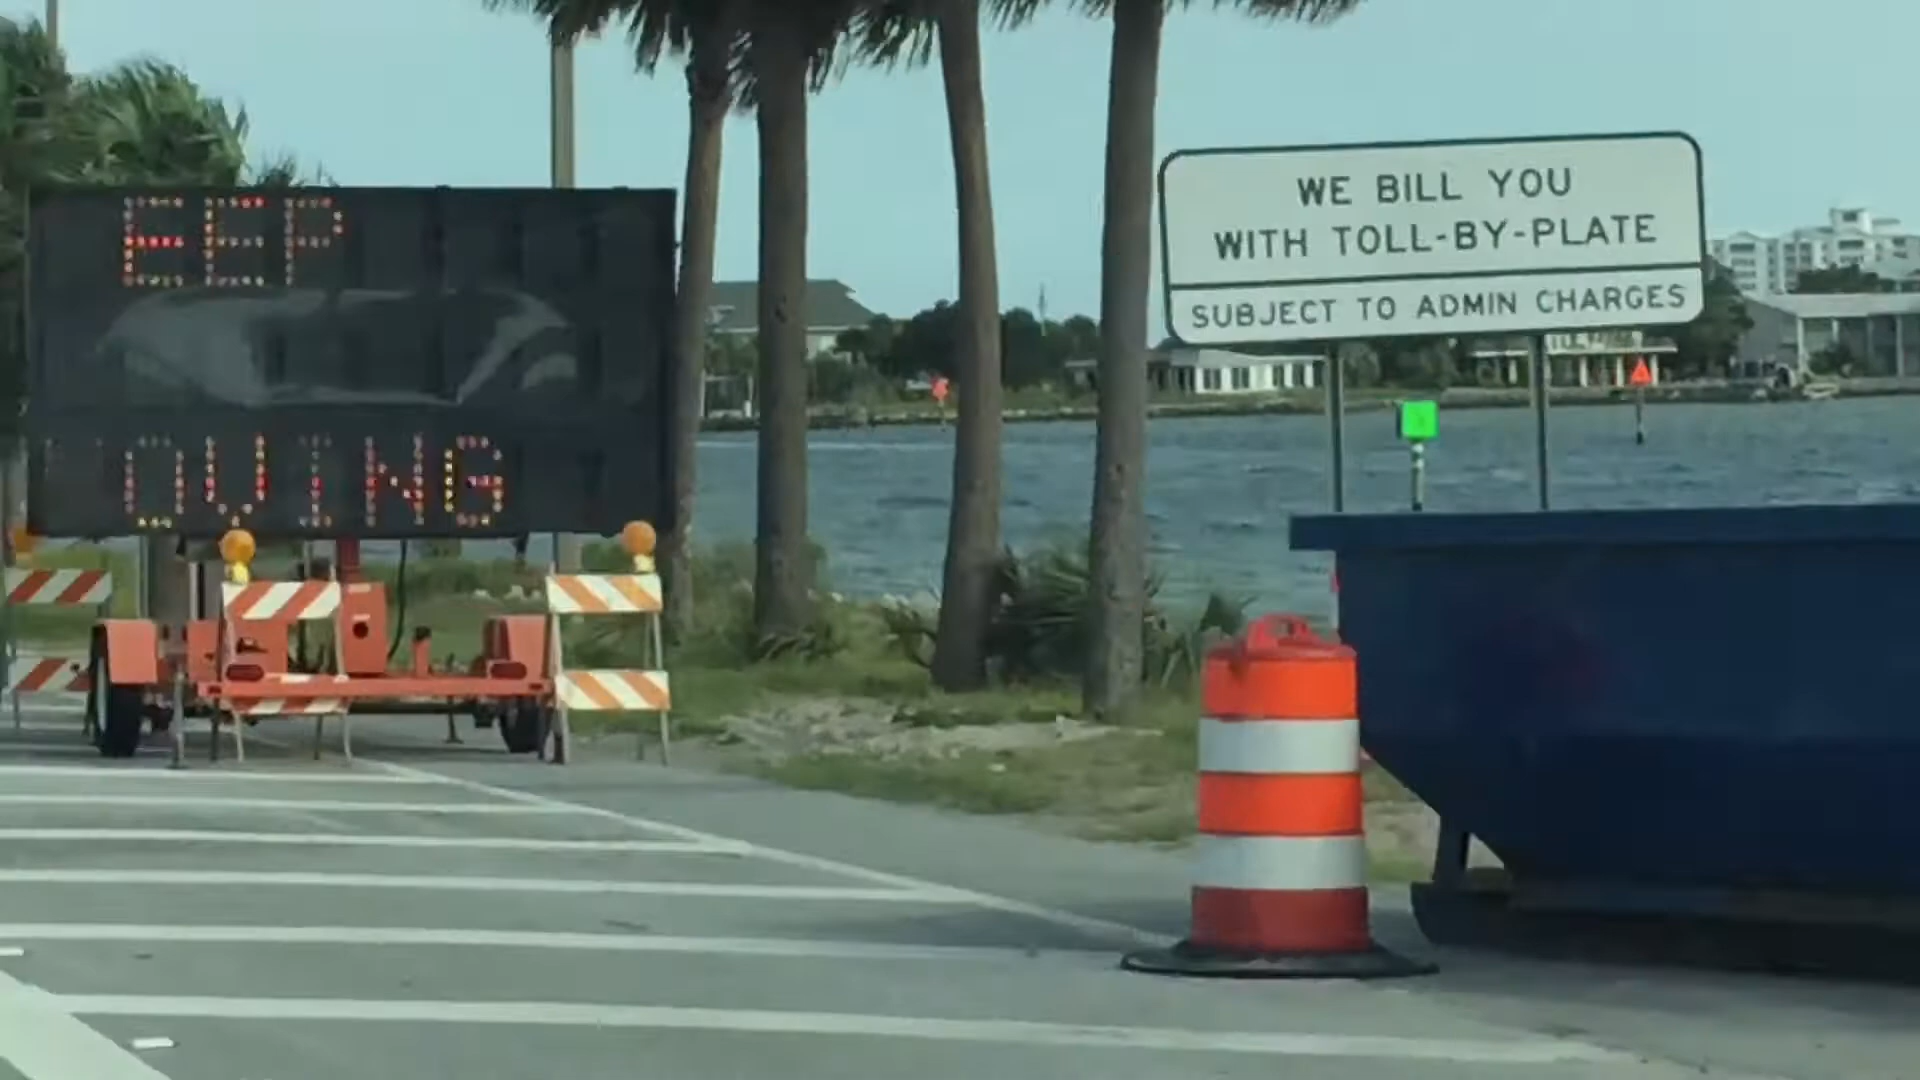 EEP
OVING
WE BILL YOU
WITH TOLL-BY-PLATE
SUBJECT TO ADMIN CHARGES